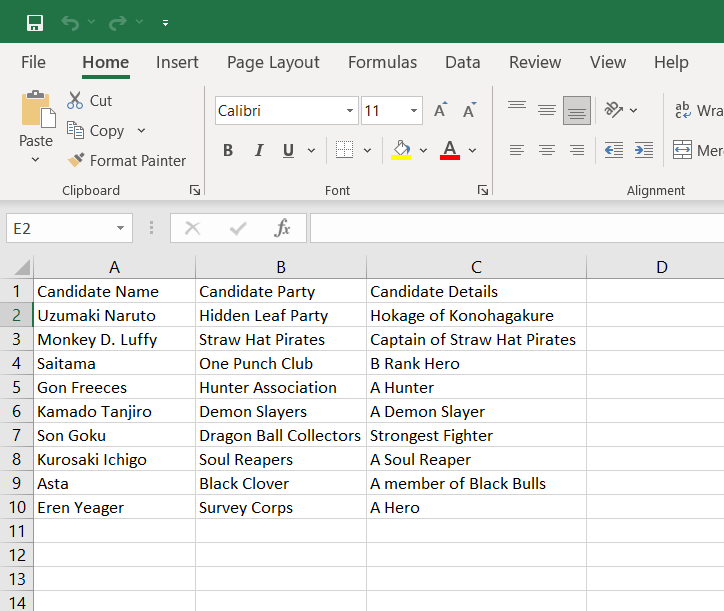 File Home Insert Page Layout Formulas Data Review View Help
Cut
Calibri 11 A A ab Wra
Copy
Paste
Format Painter B I U A Mer
Clipboard Font Alignment
E2 fx
A B C D
1 Candidate Name Candidate Party Candidate Details
2 Uzumaki Naruto Hidden Leaf Party Hokage of Konohagakure
3 Monkey D. Luffy Straw Hat Pirates Captain of Straw Hat Pirates
4 Saitama One Punch Club B Rank Hero
5 Gon Freeces Hunter Association A Hunter
6 Kamado Tanjiro Demon Slayers A Demon Slayer
7 Son Goku Dragon Ball Collectors Strongest Fighter
8 Kurosaki Ichigo Soul Reapers A Soul Reaper
9 Asta Black Clover A member of Black Bulls
10 Eren Yeager Survey Corps A Hero
11
12
13
14